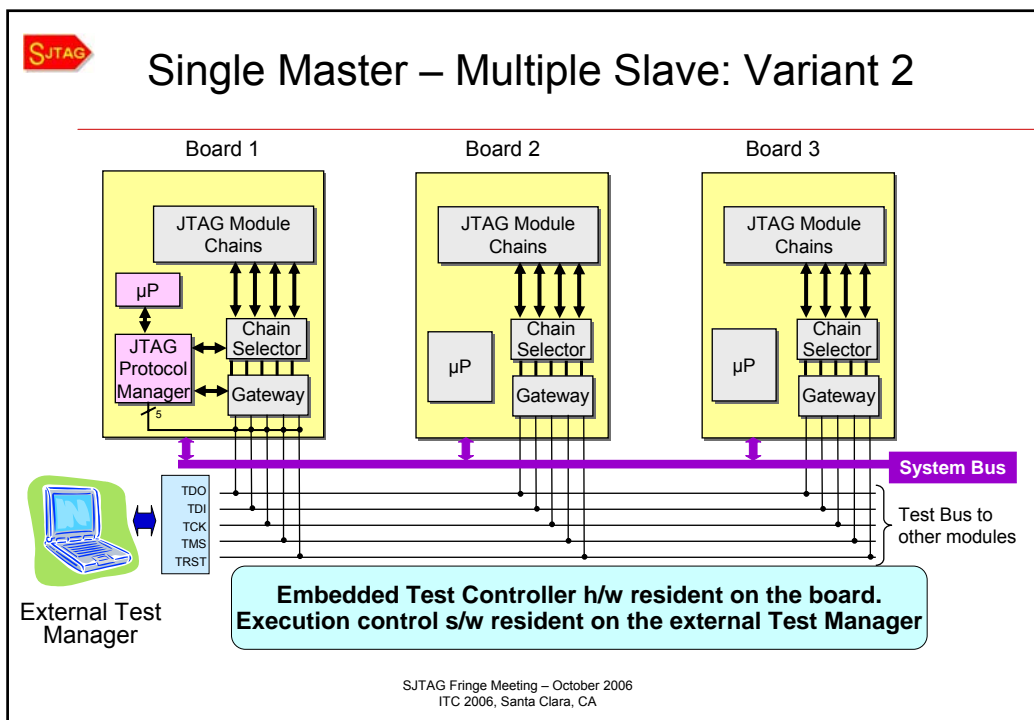 SJTAG
Single Master – Multiple Slave: Variant 2
Board 1
Board 2
Board 3
JTAG Module
Chains
µP
JTAG
Protocol
Manager
Chain
Selector
Gateway
5
JTAG Module
Chains
µP
Chain
Selector
Gateway
JTAG Module
Chains
µP
Chain
Selector
Gateway
System Bus
TDO
TDI
TCK
TMS
TRST
Test Bus to
other modules
External Test
Manager
Embedded Test Controller h/w resident on the board.
Execution control s/w resident on the external Test Manager
SJTAG Fringe Meeting – October 2006
ITC 2006, Santa Clara, CA